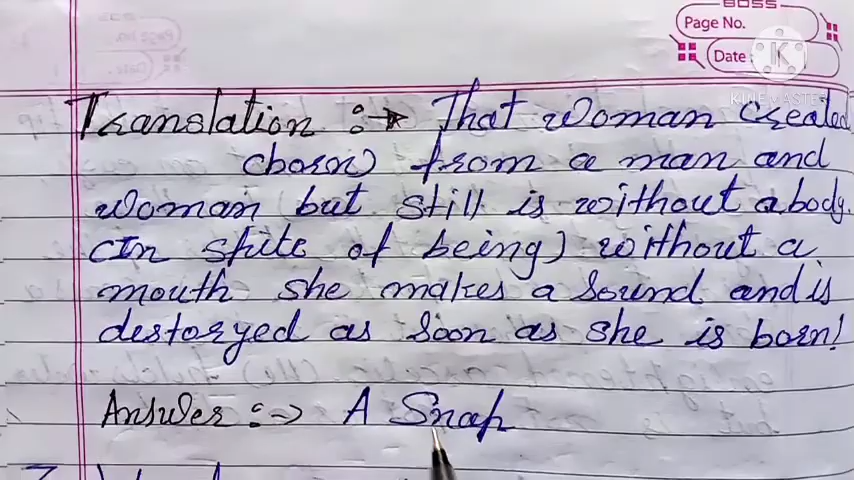 BOSS
Page No.
Date :
K
KINEMASTER
Translation :→ That woman created
(born) from a man and
woman but still is without a body.
(In spite of being) without a
mouth she makes a sound and is
destoryed as soon as she is born!
Answer :→ A Snap